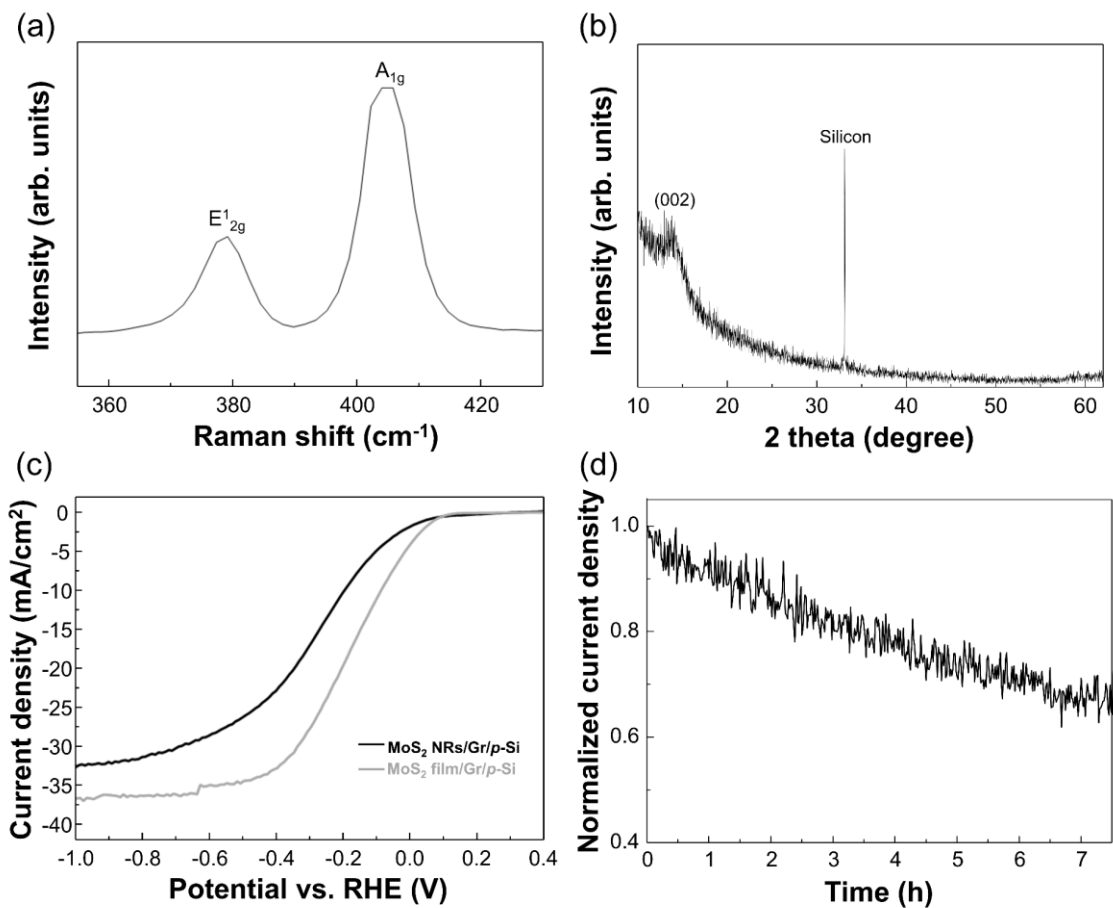 (a)
Intensity (arb. units)
E¹₂g
A₁g
360 380 400 420
Raman shift (cm⁻¹)
(b)
Intensity (arb. units)
(002)
Silicon
10 20 30 40 50 60
2 theta (degree)
(c)
Current density (mA/cm²)
0
-5
-10
-15
-20
-25
-30
-35
-40
MoS₂ NRs/Gr/p-Si
MoS₂ film/Gr/p-Si
-1.0 -0.8 -0.6 -0.4 -0.2 0.0 0.2 0.4
Potential vs. RHE (V)
(d)
Normalized current density
1.0
0.8
0.6
0.4
0 1 2 3 4 5 6 7
Time (h)